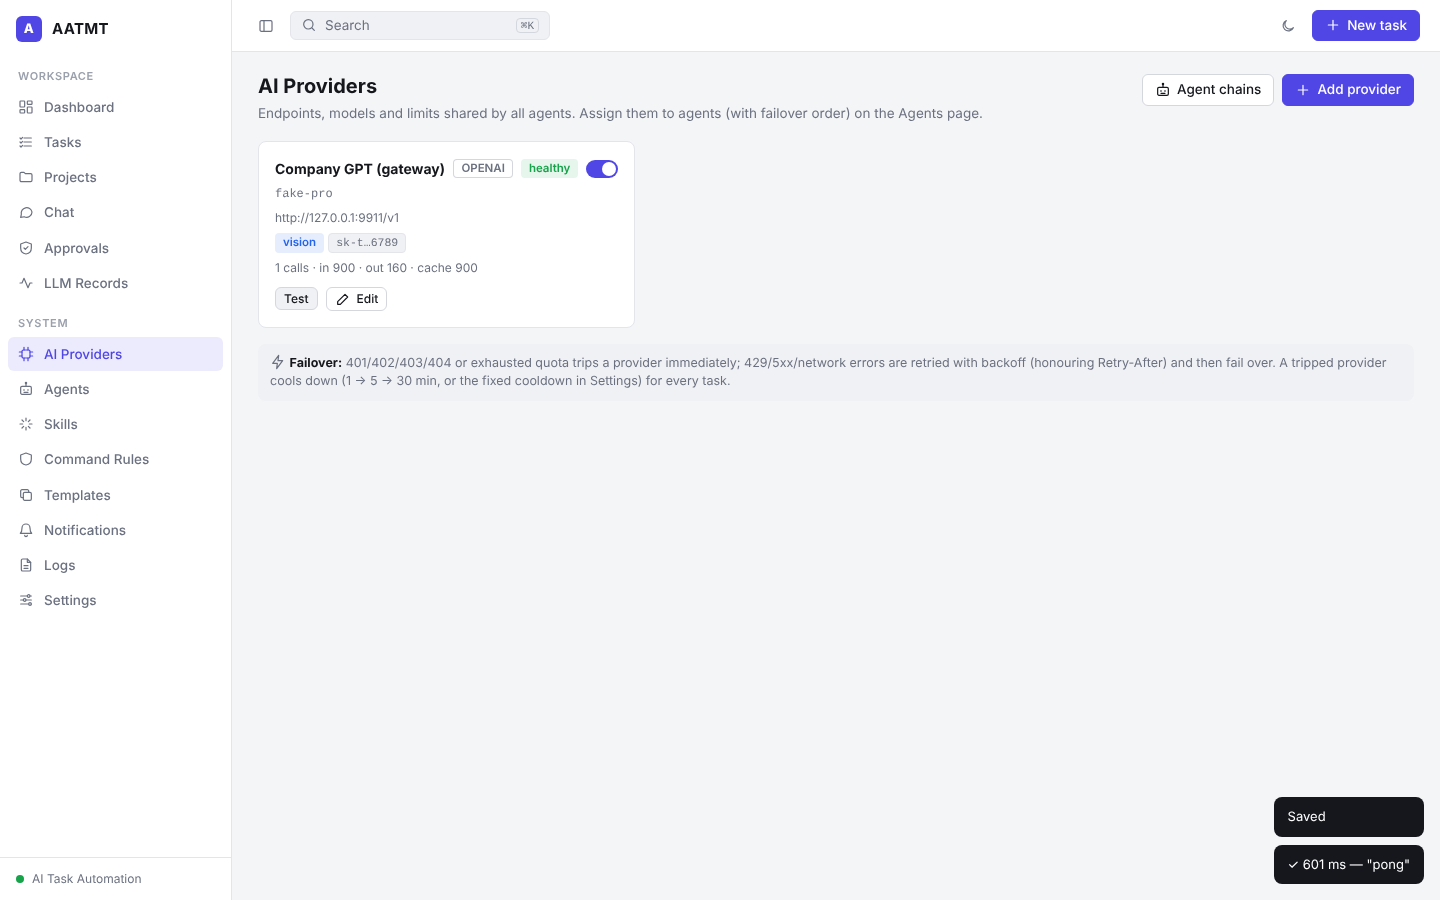 A AATMT
Search ⌘K
New task
WORKSPACE
Dashboard
Tasks
Projects
Chat
Approvals
LLM Records
SYSTEM
AI Providers
Agents
Skills
Command Rules
Templates
Notifications
Logs
Settings
AI Task Automation
AI Providers
Endpoints, models and limits shared by all agents. Assign them to agents (with failover order) on the Agents page.
Agent chains
Add provider
Company GPT (gateway) OPENAI healthy
fake-pro
http://127.0.0.1:9911/v1
vision sk-t…6789
1 calls · in 900 · out 160 · cache 900
Test Edit
Failover: 401/402/403/404 or exhausted quota trips a provider immediately; 429/5xx/network errors are retried with backoff (honouring Retry-After) and then fail over. A tripped provider
cools down (1 → 5 → 30 min, or the fixed cooldown in Settings) for every task.
Saved
✓ 601 ms — "pong"